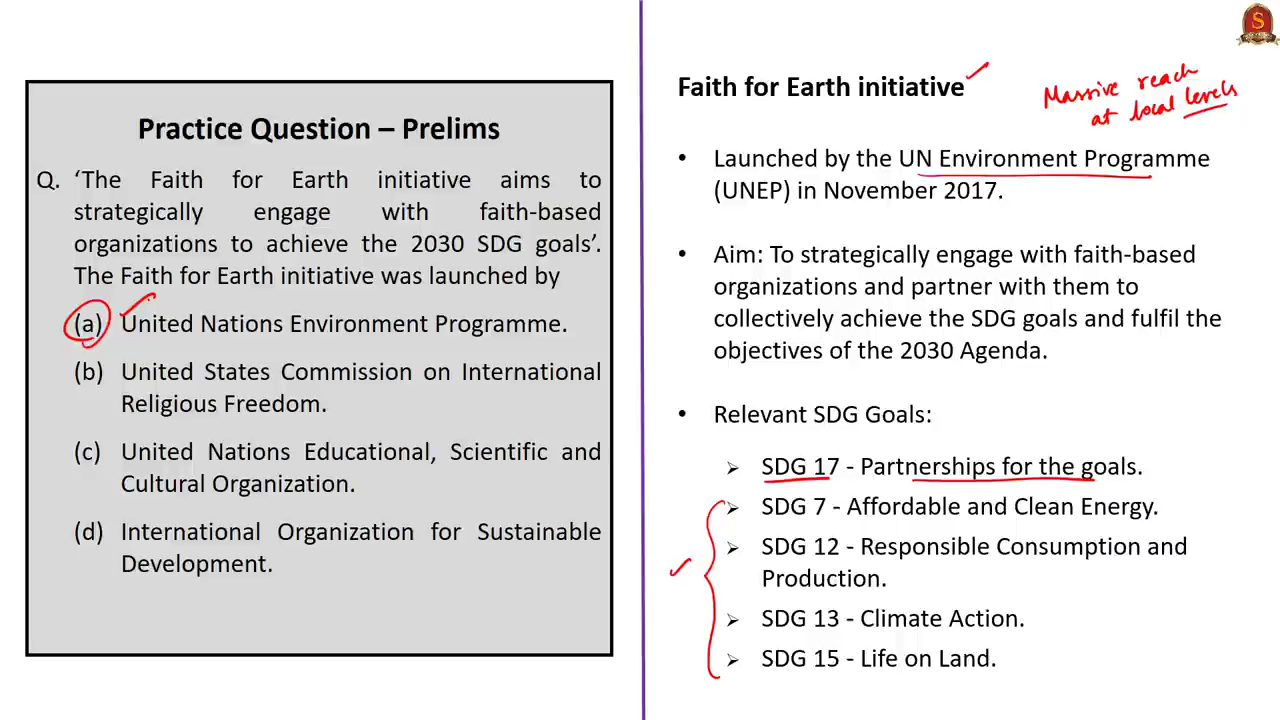 S
Practice Question – Prelims
Q. ‘The Faith for Earth initiative aims to
strategically engage with faith-based
organizations to achieve the 2030 SDG goals’.
The Faith for Earth initiative was launched by
(a) United Nations Environment Programme.
(b) United States Commission on International
Religious Freedom.
(c) United Nations Educational, Scientific and
Cultural Organization.
(d) International Organization for Sustainable
Development.
Faith for Earth initiative
Massive reach
at local levels
• Launched by the UN Environment Programme
(UNEP) in November 2017.
• Aim: To strategically engage with faith-based
organizations and partner with them to
collectively achieve the SDG goals and fulfil the
objectives of the 2030 Agenda.
• Relevant SDG Goals:
➢ SDG 17 - Partnerships for the goals.
➢ SDG 7 - Affordable and Clean Energy.
➢ SDG 12 - Responsible Consumption and
Production.
➢ SDG 13 - Climate Action.
➢ SDG 15 - Life on Land.